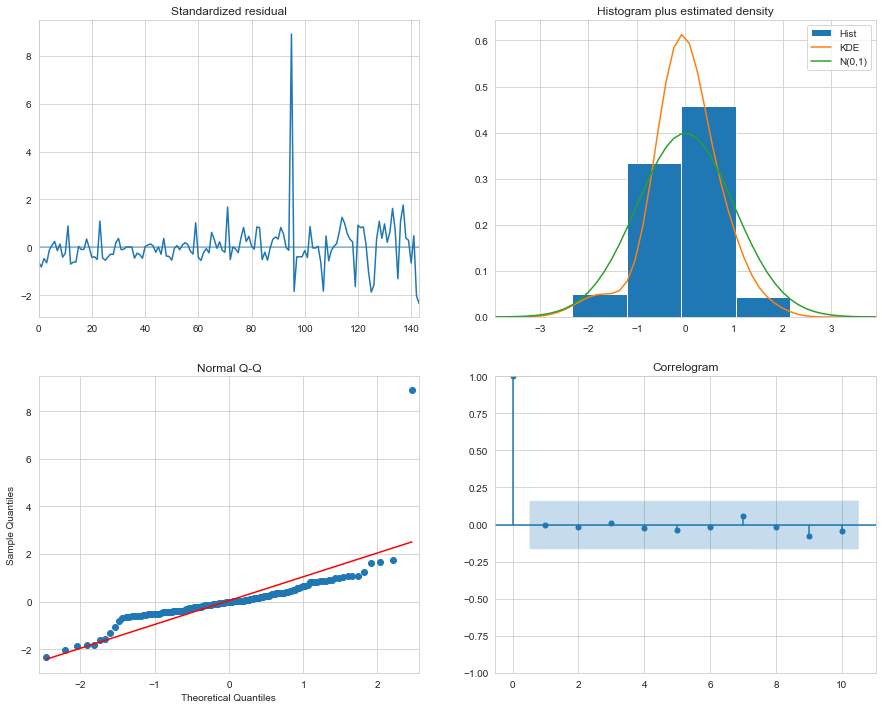 Standardized residual
8
6
4
2
0
−2
0 20 40 60 80 100 120 140
Histogram plus estimated density
Hist
KDE
N(0,1)
0.6
0.5
0.4
0.3
0.2
0.1
0.0
−3 −2 −1 0 1 2 3
Normal Q-Q
Sample Quantiles
8
6
4
2
0
−2
−2 −1 0 1 2
Theoretical Quantiles
Correlogram
1.00
0.75
0.50
0.25
0.00
−0.25
−0.50
−0.75
−1.00
0 2 4 6 8 10